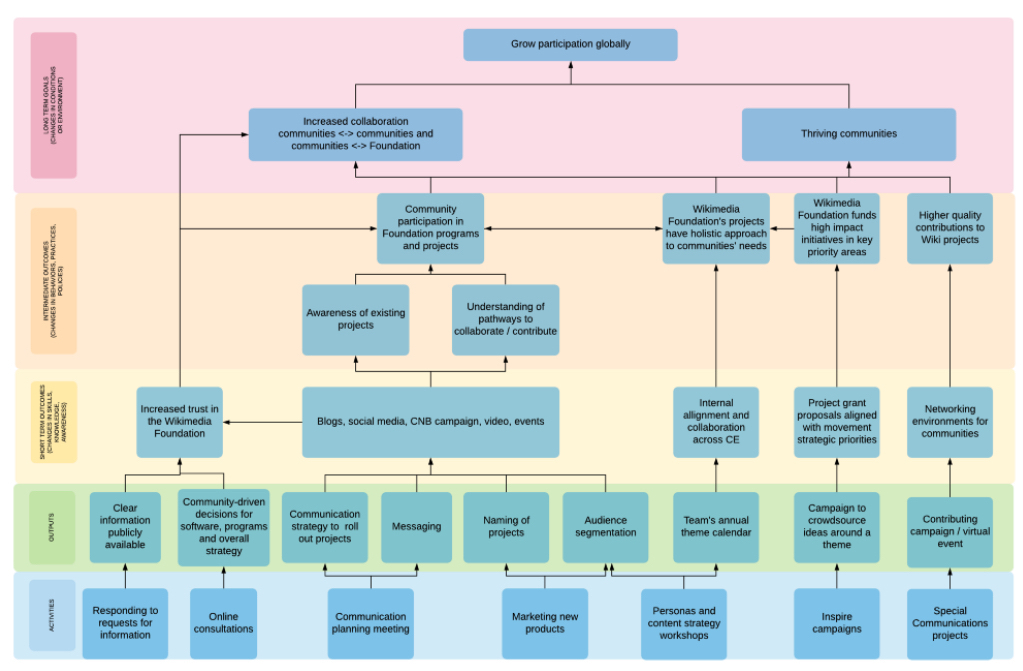 Grow participation globally
LONG TERM GOALS
(CHANGES IN CONDITIONS
OR ENVIRONMENT)
Increased collaboration
communities <-> communities and
communities <-> Foundation
Thriving communities
INTERMEDIATE OUTCOMES
(CHANGES IN BEHAVIORS, PRACTICES,
POLICIES)
Community
participation in
Foundation programs
and projects
Wikimedia
Foundation's projects
have holistic approach
to communities' needs
Wikimedia
Foundation funds
high impact
initiatives in key
priority areas
Higher quality
contributions to
Wiki projects
Awareness of existing
projects
Understanding of
pathways to
collaborate / contribute
SHORT TERM OUTCOMES
(CHANGES IN SKILLS,
KNOWLEDGE,
AWARENESS)
Increased trust in
the Wikimedia
Foundation
Blogs, social media, CNB campaign, video, events
Internal
allignment and
collaboration
across CE
Project grant
proposals aligned
with movement
strategic priorities
Networking
environments for
communities
OUTPUTS
Clear
information
publicly
available
Community-driven
decisions for
software, programs
and overall
strategy
Communication
strategy to roll
out projects
Messaging
Naming of
projects
Audience
segmentation
Team's annual
theme calendar
Campaign to
crowdsource
ideas around a
theme
Contributing
campaign / virtual
event
ACTIVITIES
Responding to
requests for
information
Online
consultations
Communication
planning meeting
Marketing new
products
Personas and
content strategy
workshops
Inspire
campaigns
Special
Communications
projects